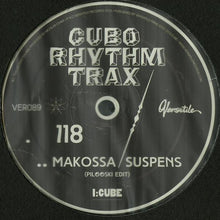 CUBO
RHYTHM
TRAX
VER089
Versatile
118
.. MAKOSSA / SUSPENS
(PILOOSKI EDIT)
I:CUBE